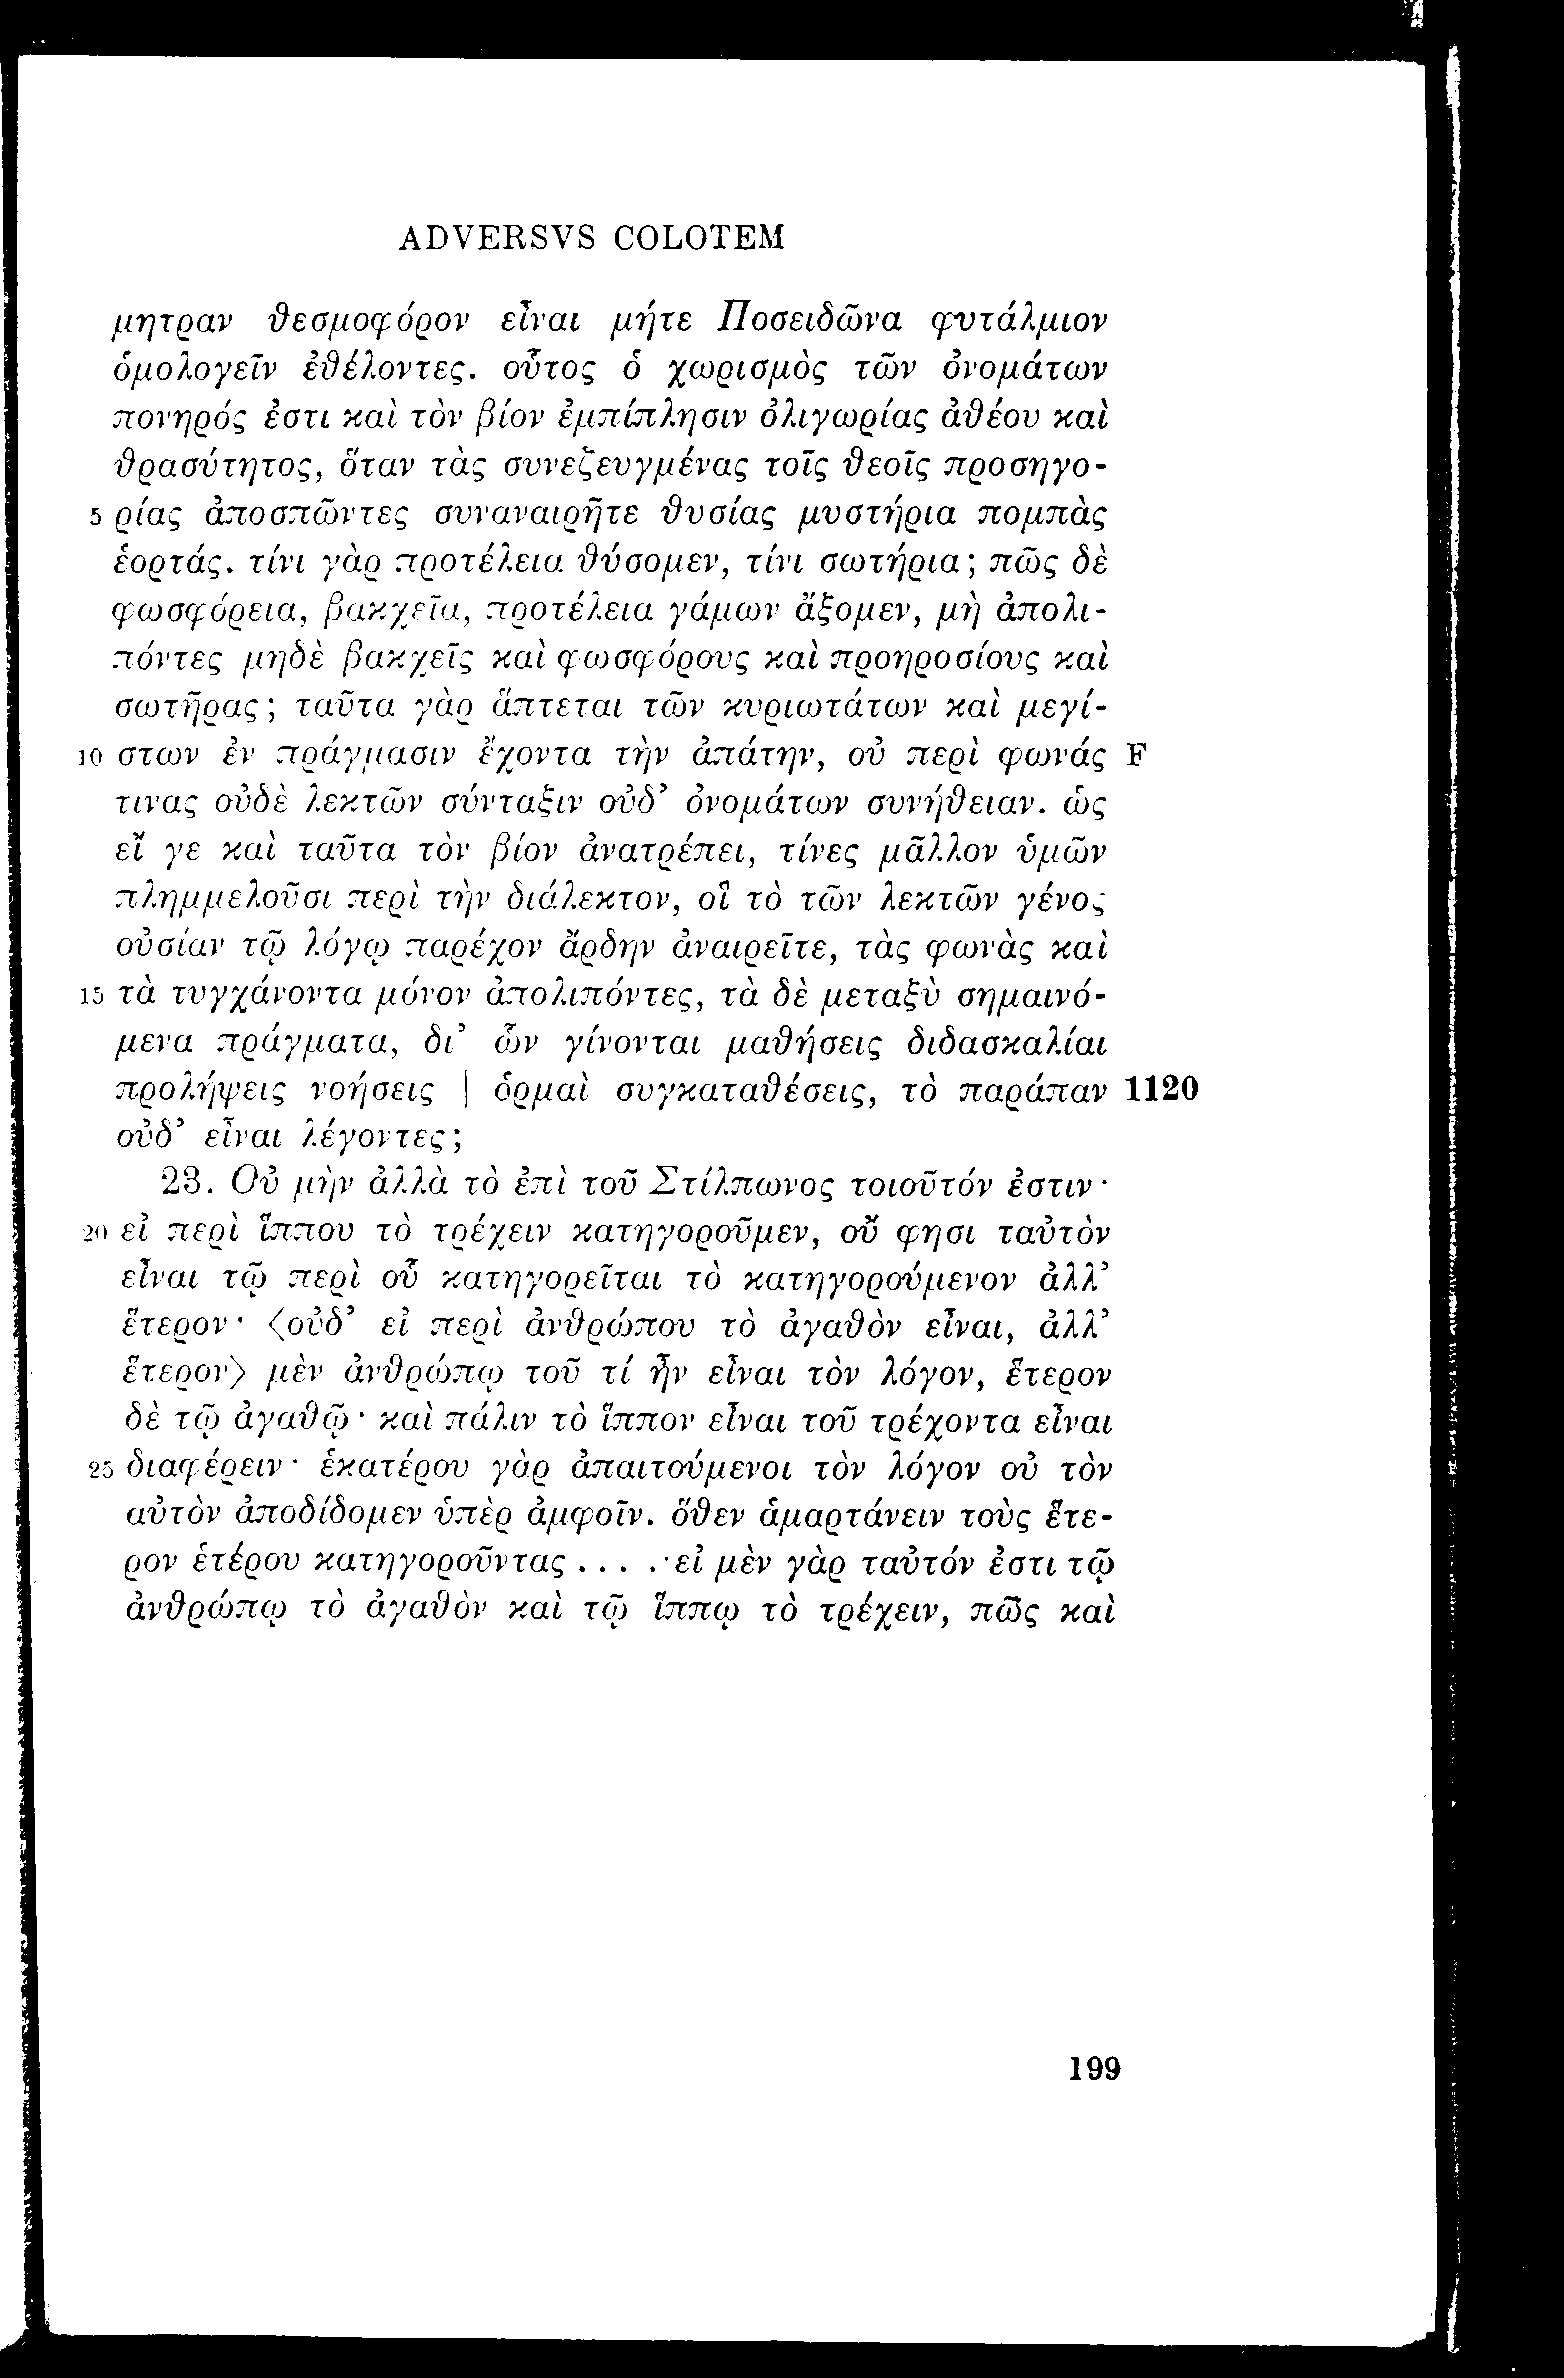 ADVERSVS COLOTEM
μητραν θεσμοφόρον εἶναι μήτε Ποσειδῶνα φυτάλμιον
ὁμολογεῖν ἐθέλοντες. οὗτος ὁ χωρισμὸς τῶν ὀνομάτων
πονηρός ἐστι καὶ τὸν βίον ἐμπίπλησιν ὀλιγωρίας ἀθέου καὶ
θρασύτητος, ὅταν τὰς συνεζευγμένας τοῖς θεοῖς προσηγο-
5 ρίας ἀποσπῶντες συναναιρῆτε θυσίας μυστήρια πομπὰς
ἑορτάς. τίνι γὰρ προτέλεια θύσομεν, τίνι σωτήρια; πῶς δὲ
φωσφόρεια, βακχεῖα, προτέλεια γάμων ἄξομεν, μὴ ἀπολι-
πόντες μηδὲ βακχεῖς καὶ φωσφόρους καὶ προηροσίους καὶ
σωτῆρας; ταῦτα γὰρ ἅπτεται τῶν κυριωτάτων καὶ μεγί-
10 στων ἐν πράγμασιν ἔχοντα τὴν ἀπάτην, οὐ περὶ φωνάς F
τινας οὐδὲ λεκτῶν σύνταξιν οὐδ’ ὀνομάτων συνήθειαν. ὡς
εἴ γε καὶ ταῦτα τὸν βίον ἀνατρέπει, τίνες μᾶλλον ὑμῶν
πλημμελοῦσι περὶ τὴν διάλεκτον, οἳ τὸ τῶν λεκτῶν γένος
οὐσίαν τῷ λόγῳ παρέχον ἄρδην ἀναιρεῖτε, τὰς φωνὰς καὶ
15 τὰ τυγχάνοντα μόνον ἀπολιπόντες, τὰ δὲ μεταξὺ σημαινό-
μενα πράγματα, δι’ ὧν γίνονται μαθήσεις διδασκαλίαι
προλήψεις νοήσεις | ὁρμαὶ συγκαταθέσεις, τὸ παράπαν 1120
οὐδ’ εἶναι λέγοντες;
23. Οὐ μὴν ἀλλὰ τὸ ἐπὶ τοῦ Στίλπωνος τοιοῦτόν ἐστιν·
20 εἰ περὶ ἵππου τὸ τρέχειν κατηγοροῦμεν, οὔ φησι ταὐτὸν
εἶναι τῷ περὶ οὗ κατηγορεῖται τὸ κατηγορούμενον ἀλλ’
ἕτερον· ⟨οὐδ’ εἰ περὶ ἀνθρώπου τὸ ἀγαθὸν εἶναι, ἀλλ’
ἕτερον⟩ μὲν ἀνθρώπῳ τοῦ τί ἦν εἶναι τὸν λόγον, ἕτερον
δὲ τῷ ἀγαθῷ· καὶ πάλιν τὸ ἵππον εἶναι τοῦ τρέχοντα εἶναι
25 διαφέρειν· ἑκατέρου γὰρ ἀπαιτούμενοι τὸν λόγον οὐ τὸν
αὐτὸν ἀποδίδομεν ὑπὲρ ἀμφοῖν. ὅθεν ἁμαρτάνειν τοὺς ἕτε-
ρον ἑτέρου κατηγοροῦντας . . . . ·εἰ μὲν γὰρ ταὐτόν ἐστι τῷ
ἀνθρώπῳ τὸ ἀγαθὸν καὶ τῷ ἵππῳ τὸ τρέχειν, πῶς καὶ
199